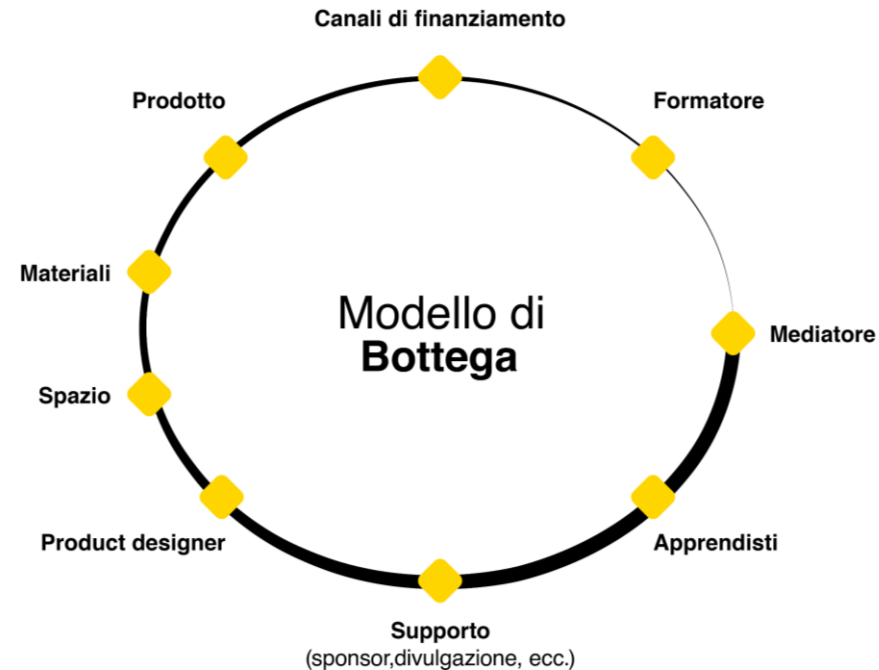 Canali di finanziamento
Prodotto
Formatore
Materiali
Modello di
Bottega
Mediatore
Spazio
Product designer
Apprendisti
Supporto
(sponsor,divulgazione, ecc.)